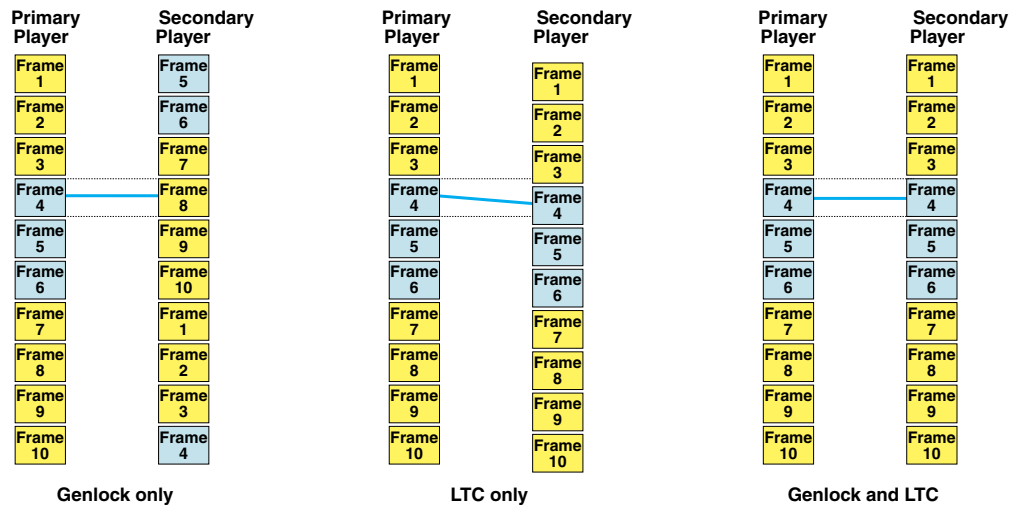 Primary Player
Secondary Player
Frame 1
Frame 2
Frame 3
Frame 4
Frame 5
Frame 6
Frame 7
Frame 8
Frame 9
Frame 10
Frame 5
Frame 6
Frame 7
Frame 8
Frame 9
Frame 10
Frame 1
Frame 2
Frame 3
Frame 4
Genlock only
Primary Player
Secondary Player
Frame 1
Frame 2
Frame 3
Frame 4
Frame 5
Frame 6
Frame 7
Frame 8
Frame 9
Frame 10
Frame 1
Frame 2
Frame 3
Frame 4
Frame 5
Frame 6
Frame 7
Frame 8
Frame 9
Frame 10
LTC only
Primary Player
Secondary Player
Frame 1
Frame 2
Frame 3
Frame 4
Frame 5
Frame 6
Frame 7
Frame 8
Frame 9
Frame 10
Frame 1
Frame 2
Frame 3
Frame 4
Frame 5
Frame 6
Frame 7
Frame 8
Frame 9
Frame 10
Genlock and LTC